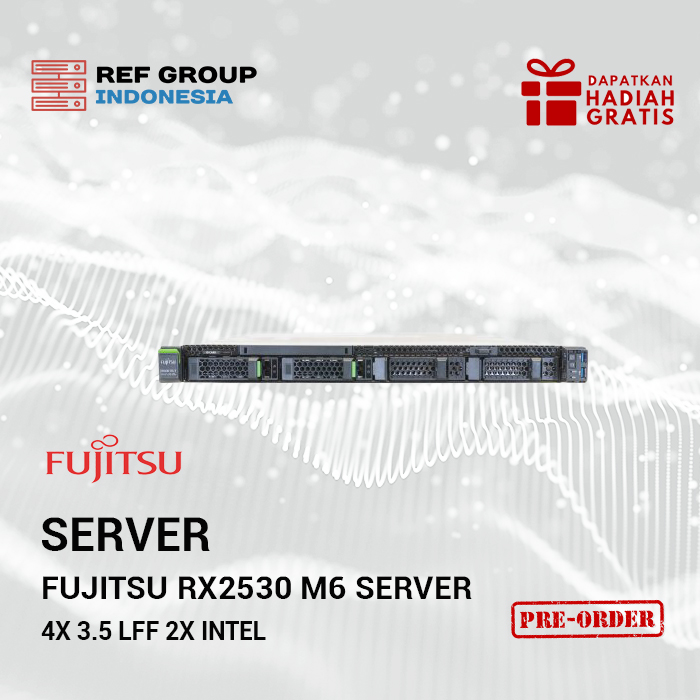 REF GROUP
INDONESIA
DAPATKAN
HADIAH
GRATIS
FUJITSU
FUJITSU
SERVER
FUJITSU RX2530 M6 SERVER
4X 3.5 LFF 2X INTEL
PRE-ORDER